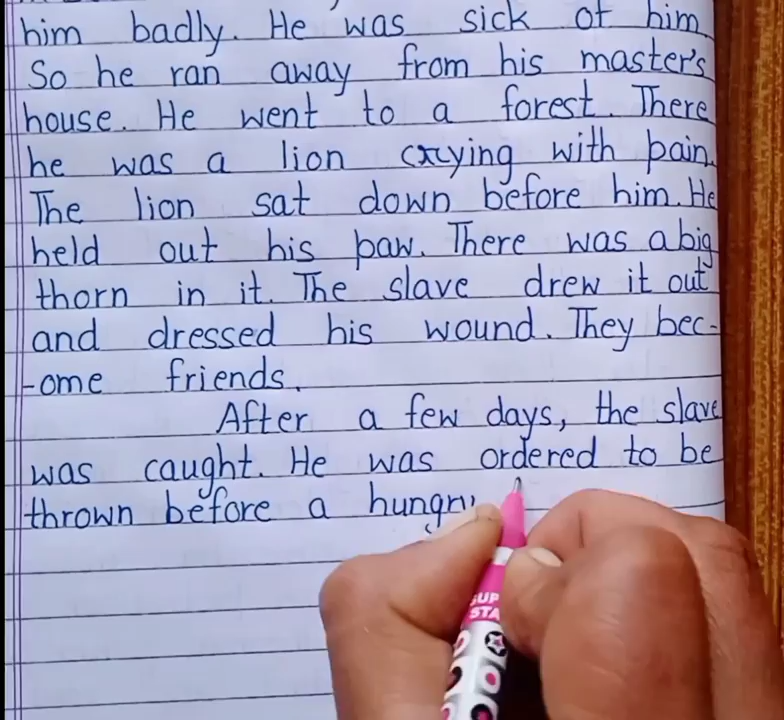 him badly. He was sick of him
So he ran away from his master's
house. He went to a forest. There
he was a lion crying with pain.
The lion sat down before him. He
held out his paw. There was a big
thorn in it. The slave drew it out
and dressed his wound. They bec-
-ome friends.
After a few days, the slave
was caught. He was ordered to be
thrown before a hungry
SUP
STA